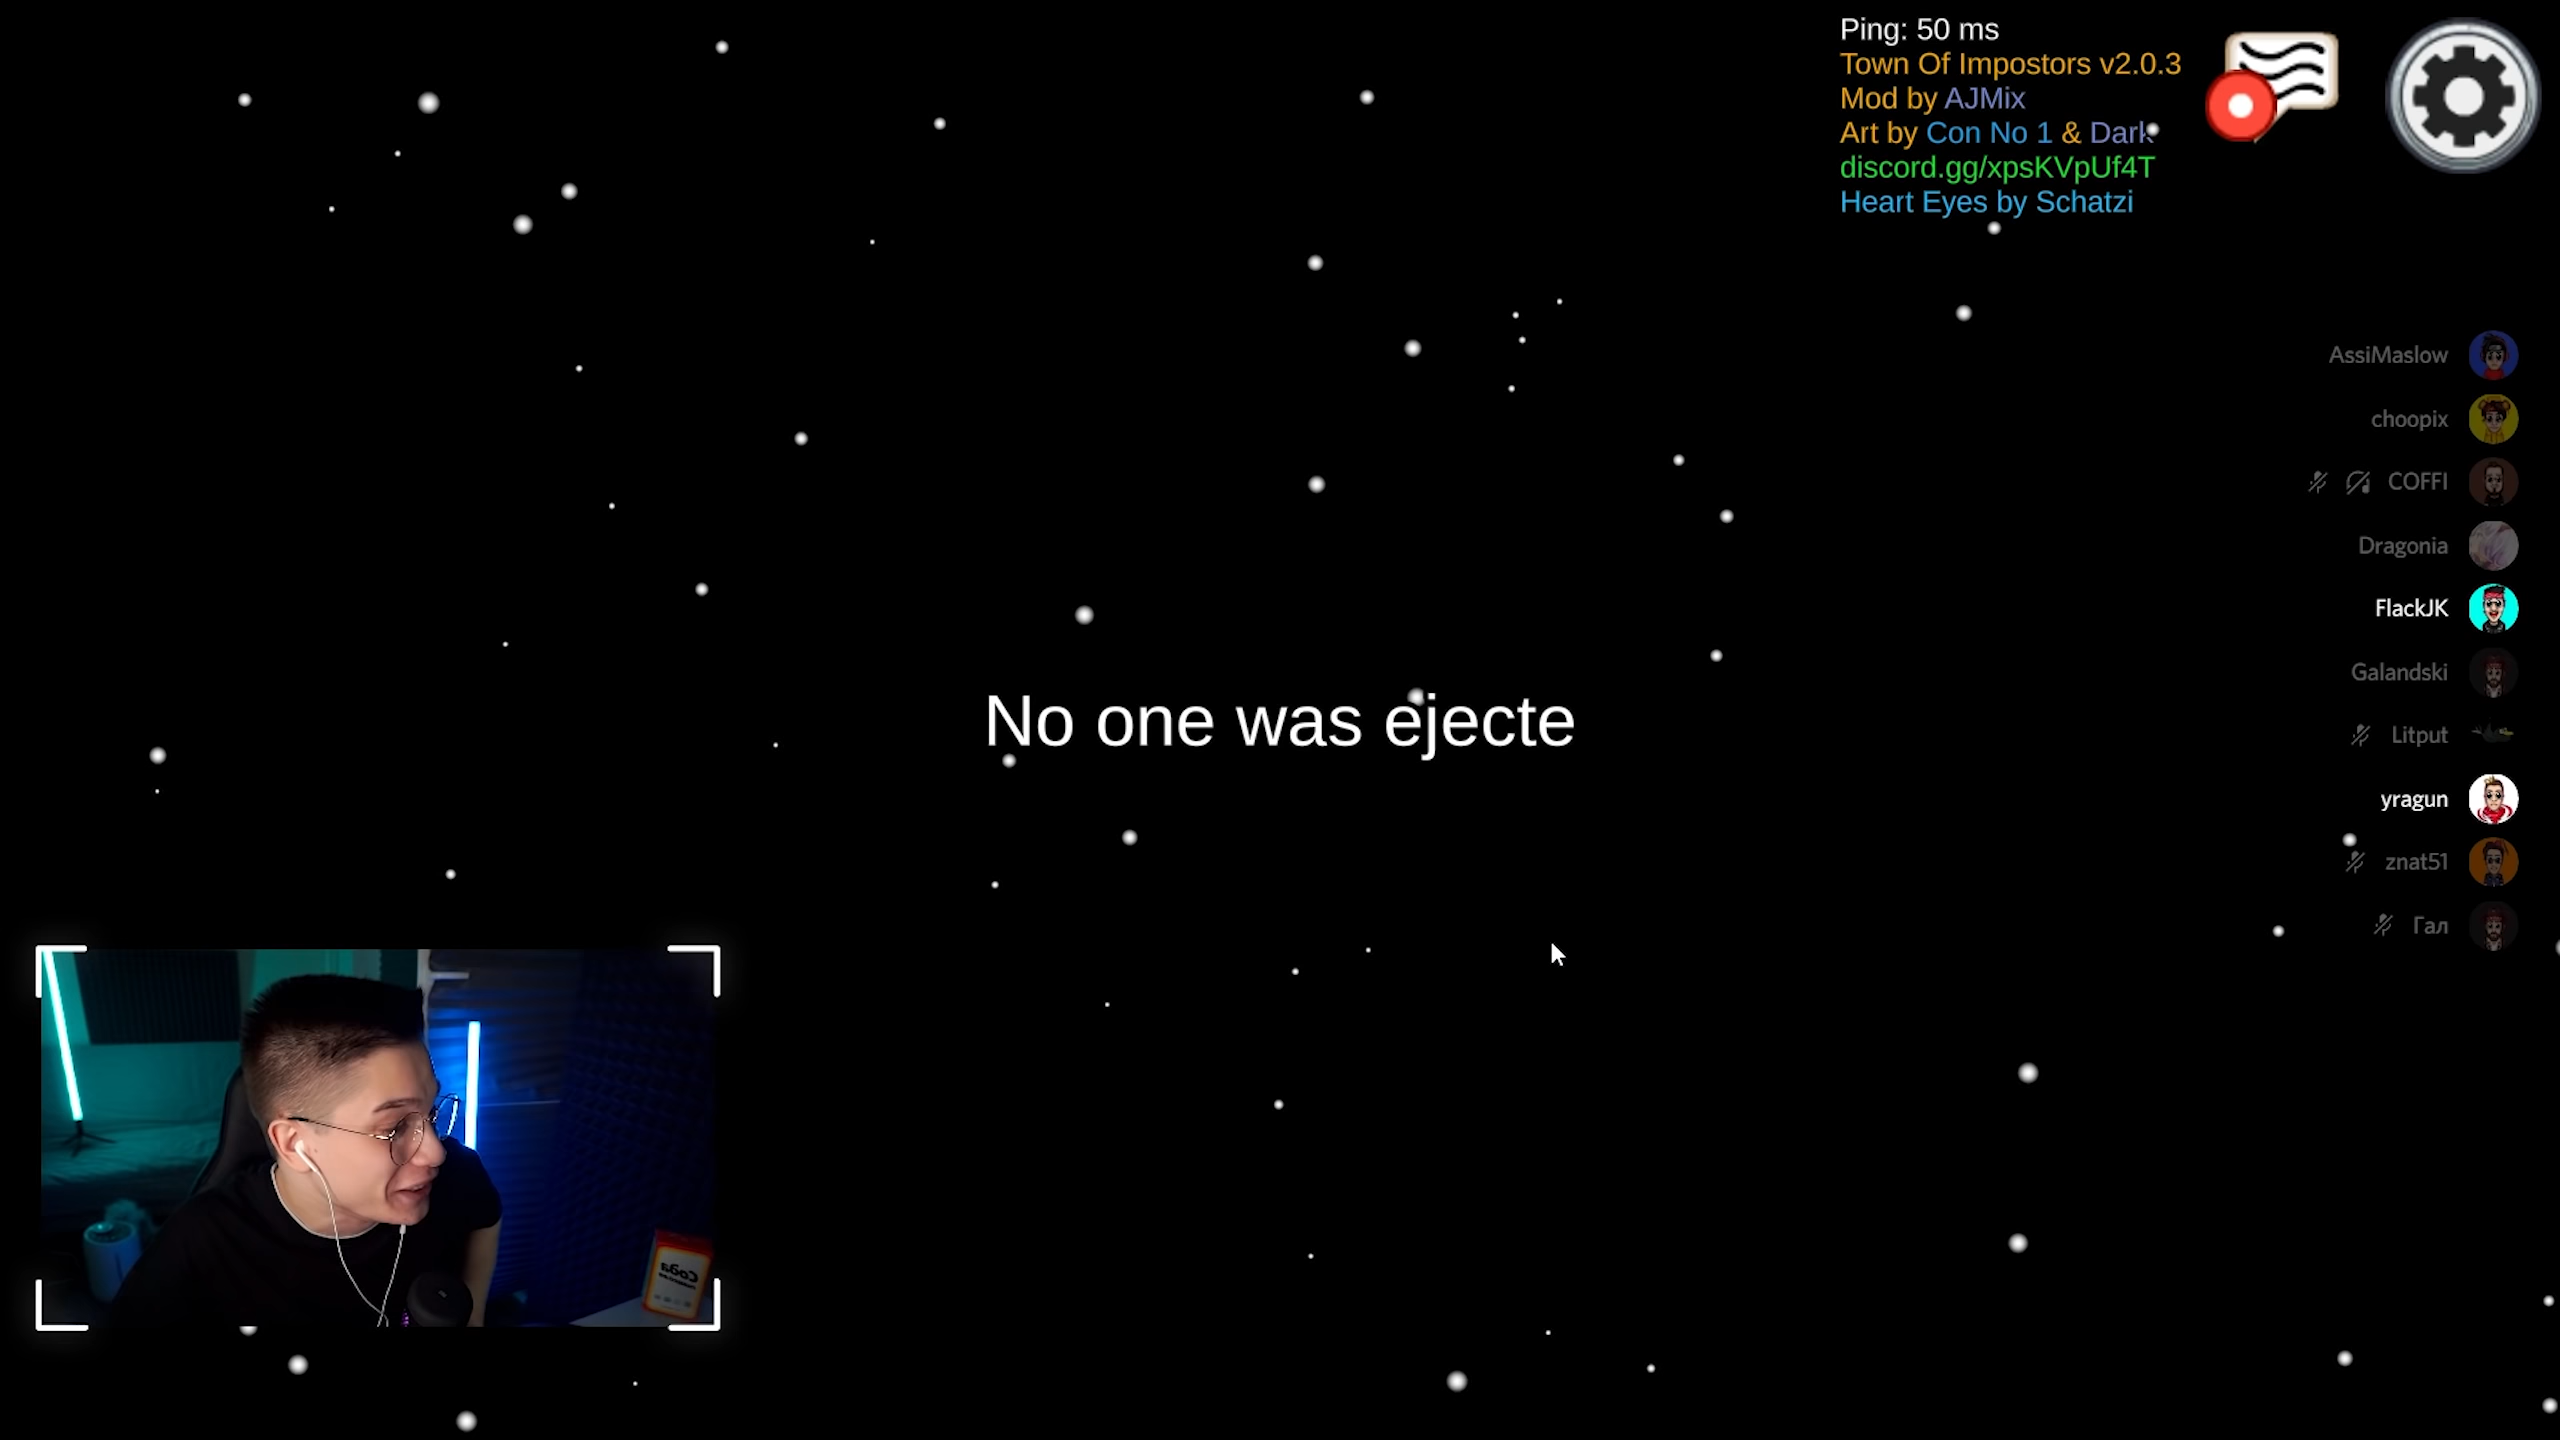 Ping: 50 ms
Town Of Impostors v2.0.3
Mod by AJMix
Art by Con No 1 & Dark
discord.gg/xpsKVpUf4T
Heart Eyes by Schatzi
AssiMaslow
choopix
COFFI
Dragonia
FlackJK
Galandski
No one was ejecte
Litput
yragun
znat51
Гал
Сода